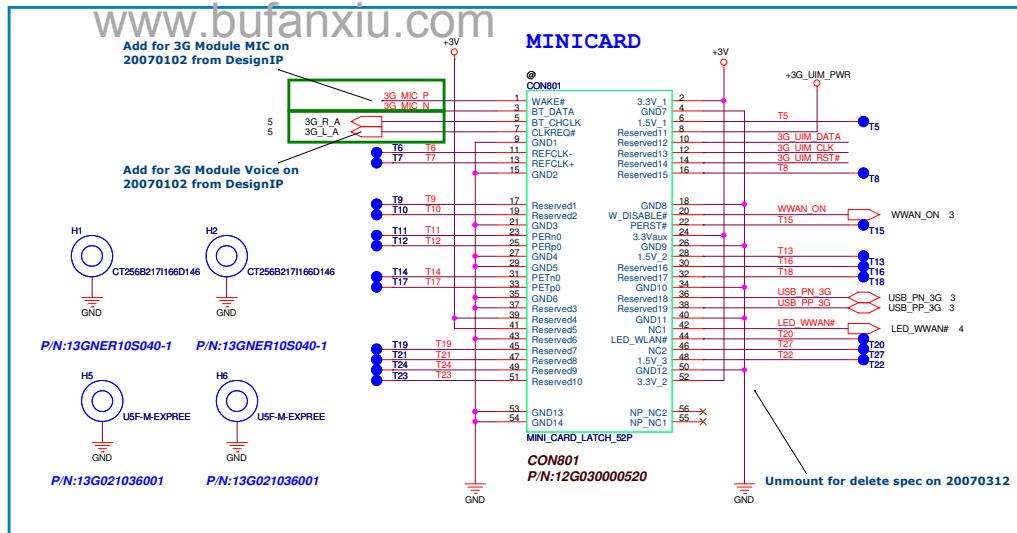 www.bufanxiu.com
Add for 3G Module MIC on
20070102 from DesignIP
+3V
MINICARD
+3V
+3G_UIM_PWR
@
CON801
3G_MIC_P 1 WAKE# 3.3V_1 2
3G_MIC_N 3 BT_DATA GND7 4
5 3G_R_A 5 BT_CHCLK 1.5V_1 6 T5 T5
5 3G_L_A 7 CLKREQ# Reserved11 8
9 GND1 Reserved12 10 3G_UIM_DATA
T6 T6 11 REFCLK- Reserved13 12 3G_UIM_CLK
T7 T7 13 REFCLK+ Reserved14 14 3G_UIM_RST#
15 GND2 Reserved15 16 T8 T8
Add for 3G Module Voice on
20070102 from DesignIP
T9 T9 17 Reserved1 GND8 18
T10 T10 19 Reserved2 W_DISABLE# 20 WWAN_ON WWAN_ON 3
21 GND3 PERST# 22 T15 T15
T11 T11 23 PERn0 3.3Vaux 24
T12 T12 25 PERp0 GND9 26
27 GND4 1.5V_2 28 T13 T13
29 GND5 Reserved16 30 T16 T16
T14 T14 31 PETn0 Reserved17 32 T18 T18
T17 T17 33 PETp0 GND10 34
35 GND6 Reserved18 36 USB_PN_3G USB_PN_3G 3
37 Reserved3 Reserved19 38 USB_PP_3G USB_PP_3G 3
39 Reserved4 GND11 40
41 Reserved5 NC1 42 LED_WWAN# LED_WWAN# 4
43 Reserved6 LED_WLAN# 44 T20 T20
T19 T19 45 Reserved7 NC2 46 T27 T27
T21 T21 47 Reserved8 1.5V_3 48 T22 T22
T24 T24 49 Reserved9 GND12 50
T23 T23 51 Reserved10 3.3V_2 52
53 GND13 NP_NC2 56
54 GND14 NP_NC1 55
MINI_CARD_LATCH_52P
CON801
P/N:12G030000520
GND
GND
Unmount for delete spec on 20070312
H1 H2
CT256B217I166D146 CT256B217I166D146
GND GND
P/N:13GNER10S040-1 P/N:13GNER10S040-1
H5 H6
U5F-M-EXPREE U5F-M-EXPREE
GND GND
P/N:13G021036001 P/N:13G021036001